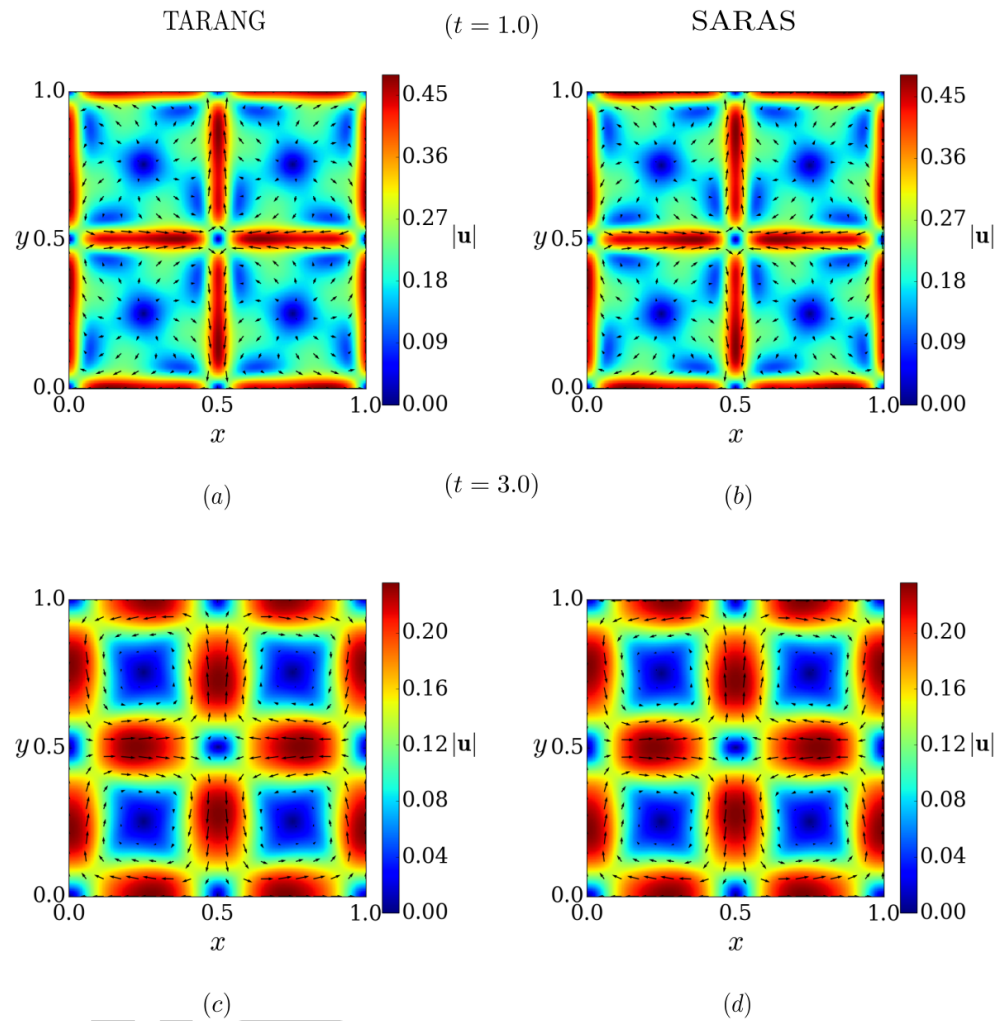 TARANG (t = 1.0) SARAS
1.0 0.45 1.0 0.45
0.36 0.36
0.27 0.27
y 0.5 |u| y 0.5 |u|
0.18 0.18
0.09 0.09
0.0 0.00 0.0 0.00
0.0 0.5 1.0 0.0 0.5 1.0
x x
(t = 3.0)
(a) (b)
1.0 1.0
0.20 0.20
0.16 0.16
y 0.5 0.12 |u| y 0.5 0.12 |u|
0.08 0.08
0.04 0.04
0.0 0.00 0.0 0.00
0.0 0.5 1.0 0.0 0.5 1.0
x x
(c) (d)